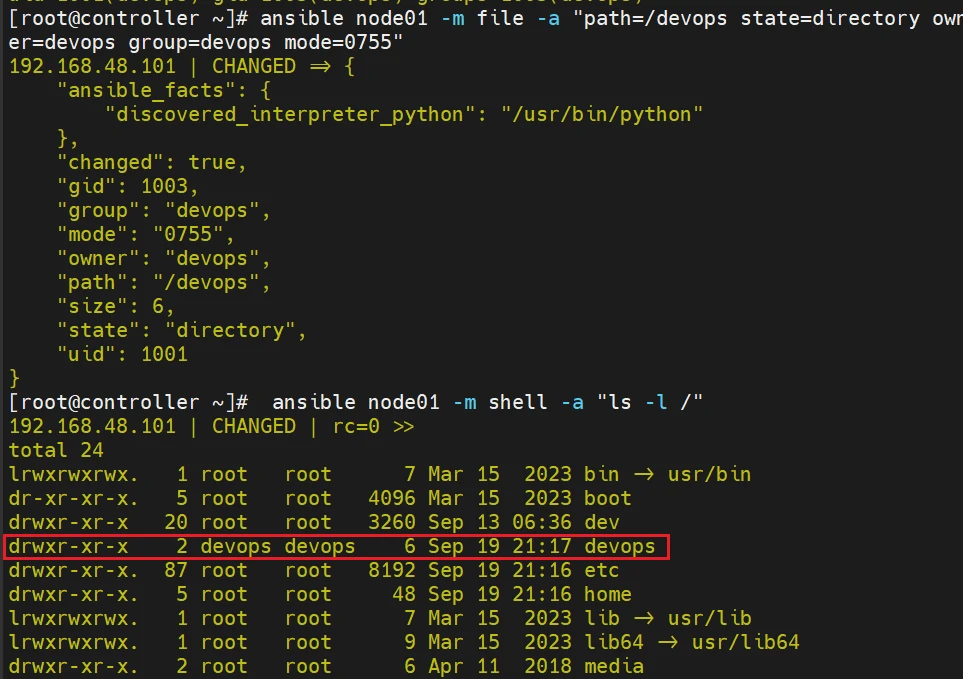 [root@controller ~]# ansible node01 -m file -a "path=/devops state=directory own
er=devops group=devops mode=0755"
192.168.48.101 | CHANGED => {
    "ansible_facts": {
        "discovered_interpreter_python": "/usr/bin/python"
    },
    "changed": true,
    "gid": 1003,
    "group": "devops",
    "mode": "0755",
    "owner": "devops",
    "path": "/devops",
    "size": 6,
    "state": "directory",
    "uid": 1001
}
[root@controller ~]#  ansible node01 -m shell -a "ls -l /"
192.168.48.101 | CHANGED | rc=0 >>
total 24
lrwxrwxrwx.   1 root   root      7 Mar 15  2023 bin -> usr/bin
dr-xr-xr-x.   5 root   root   4096 Mar 15  2023 boot
drwxr-xr-x   20 root   root   3260 Sep 13 06:36 dev
drwxr-xr-x    2 devops devops    6 Sep 19 21:17 devops
drwxr-xr-x.  87 root   root   8192 Sep 19 21:16 etc
drwxr-xr-x.   5 root   root     48 Sep 19 21:16 home
lrwxrwxrwx.   1 root   root      7 Mar 15  2023 lib -> usr/lib
lrwxrwxrwx.   1 root   root      9 Mar 15  2023 lib64 -> usr/lib64
drwxr-xr-x.   2 root   root      6 Apr 11  2018 media